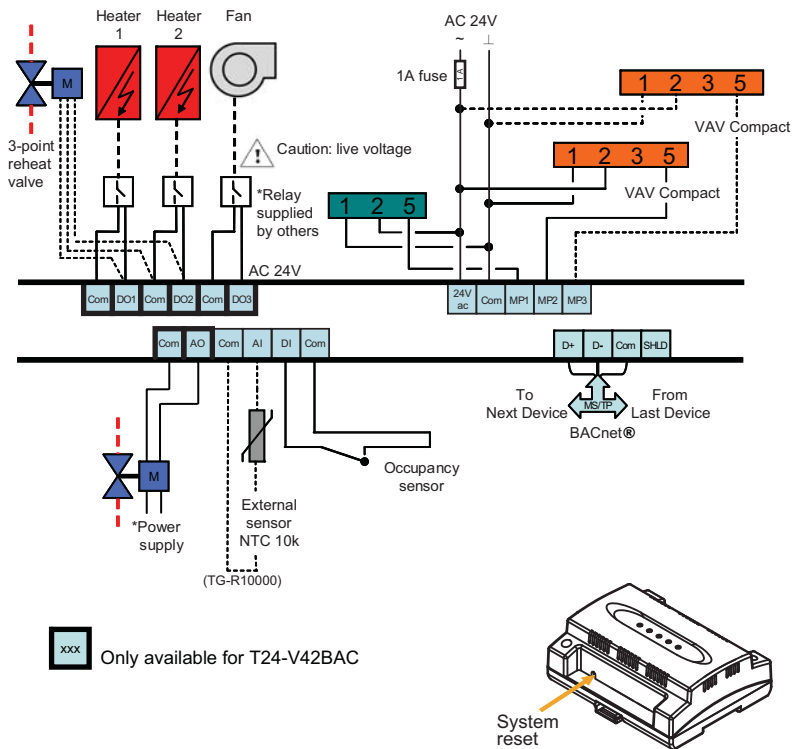 Heater
1
Heater
2
Fan
AC 24V
~
1A fuse
1 A
1 2 3 5
VAV Compact
M
3-point
reheat
valve
! Caution: live voltage
1 2 3 5
VAV Compact
*Relay
supplied
by others
1 2 5
AC 24V
Com DO1 Com DO2 Com DO3
24V
ac
Com MP1 MP2 MP3
Com AO Com AI DI Com
D+ D- Com SHLD
To
Next Device
MS/TP
From
Last Device
BACnet®
M
*Power
supply
External
sensor
NTC 10k
(TG-R10000)
Occupancy
sensor
xxx
Only available for T24-V42BAC
System
reset